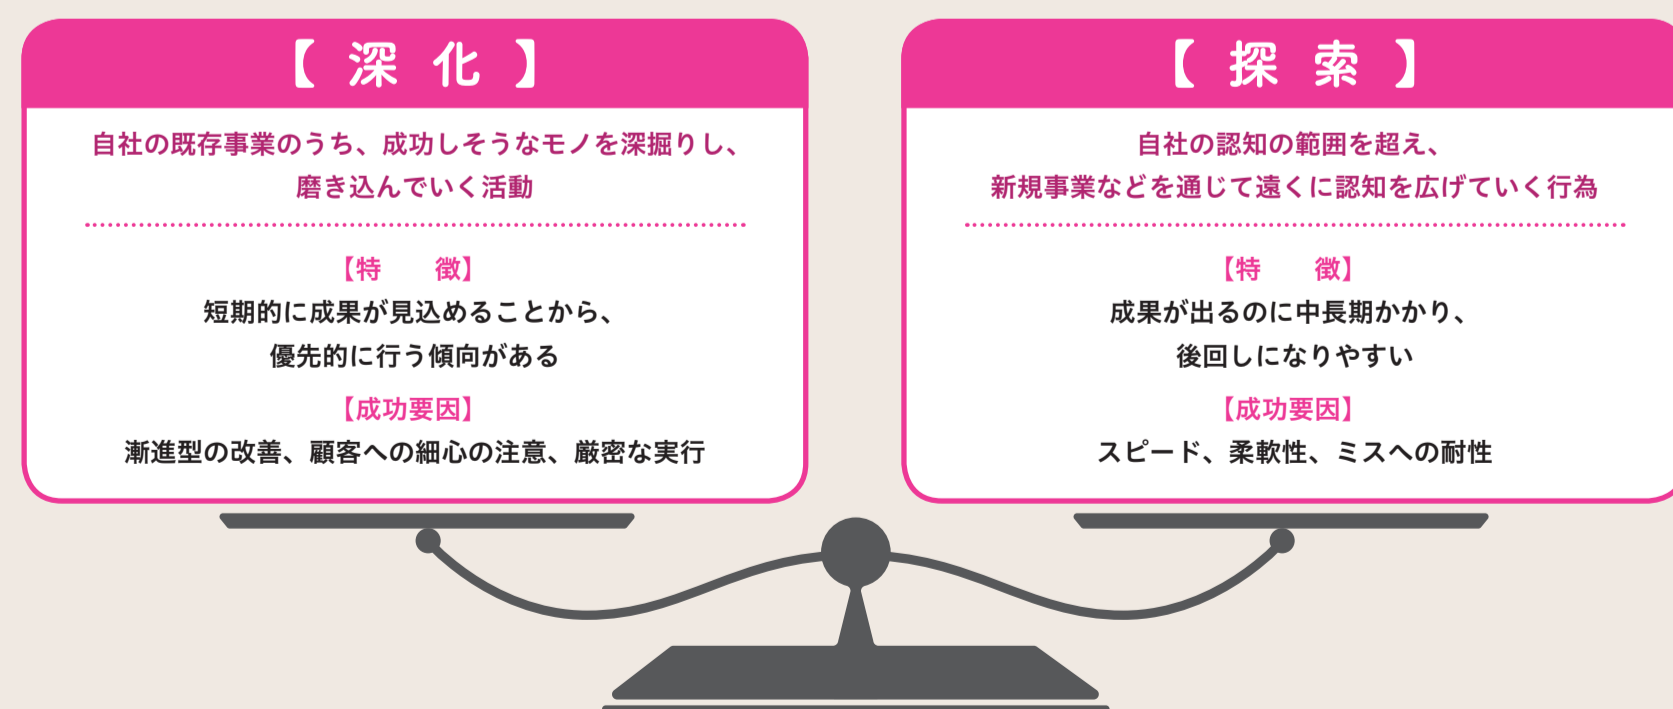 【深化】
自社の既存事業のうち、成功しそうなモノを深掘りし、
磨き込んでいく活動
【特　徴】
短期的に成果が見込めることから、
優先的に行う傾向がある
【成功要因】
漸進型の改善、顧客への細心の注意、厳密な実行
【探索】
自社の認知の範囲を超え、
新規事業などを通じて遠くに認知を広げていく行為
【特　徴】
成果が出るのに中長期かかり、
後回しになりやすい
【成功要因】
スピード、柔軟性、ミスへの耐性